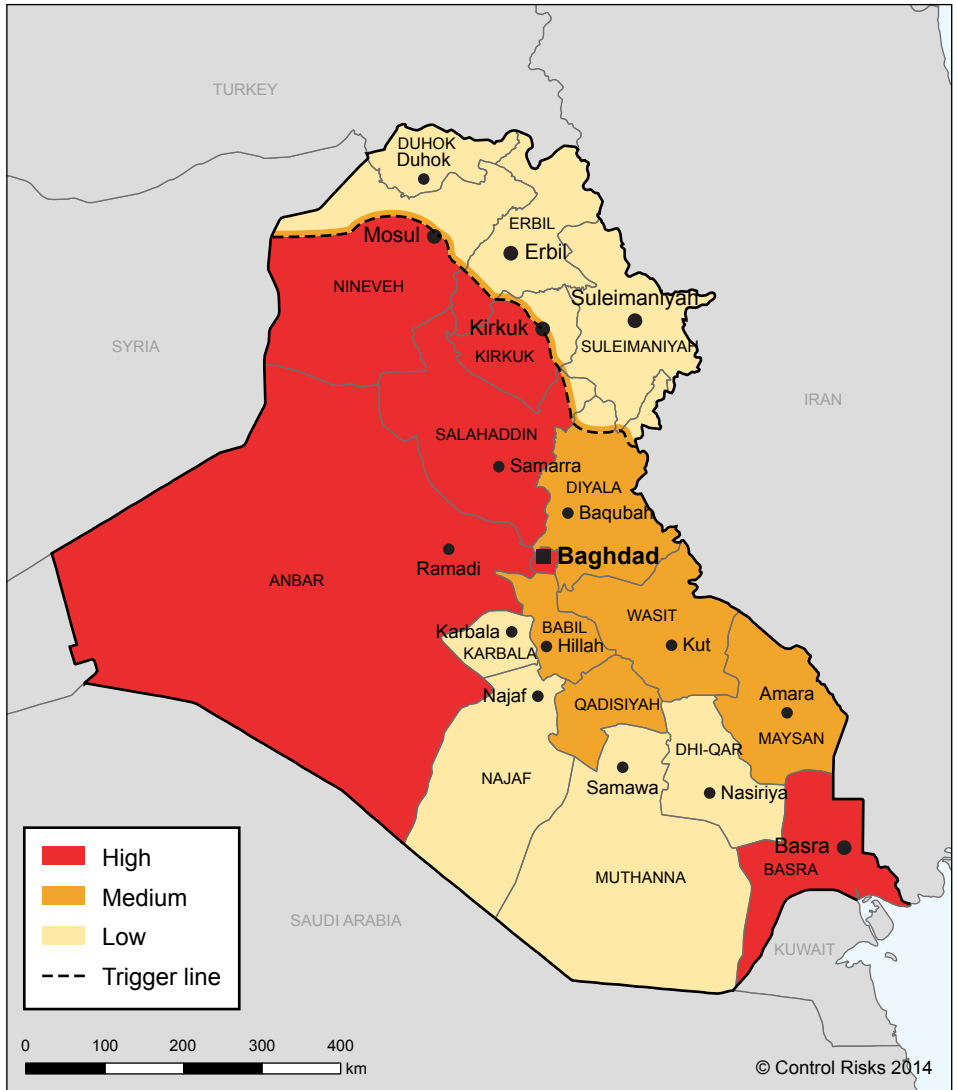 TURKEY
DUHOK
Duhok
ERBIL
Mosul
Erbil
NINEVEH
Suleimaniyah
Kirkuk
SYRIA
KIRKUK
SULEIMANIYAH
IRAN
SALAHADDIN
Samarra
DIYALA
Baqubah
Baghdad
Ramadi
ANBAR
WASIT
BABIL
Karbala
Hillah
Kut
KARBALA
Najaf
Amara
QADISIYAH
MAYSAN
DHI-QAR
NAJAF
Samawa
Nasiriya
Basra
BASRA
MUTHANNA
SAUDI ARABIA
KUWAIT
High
Medium
Low
Trigger line
0 100 200 300 400
km
© Control Risks 2014